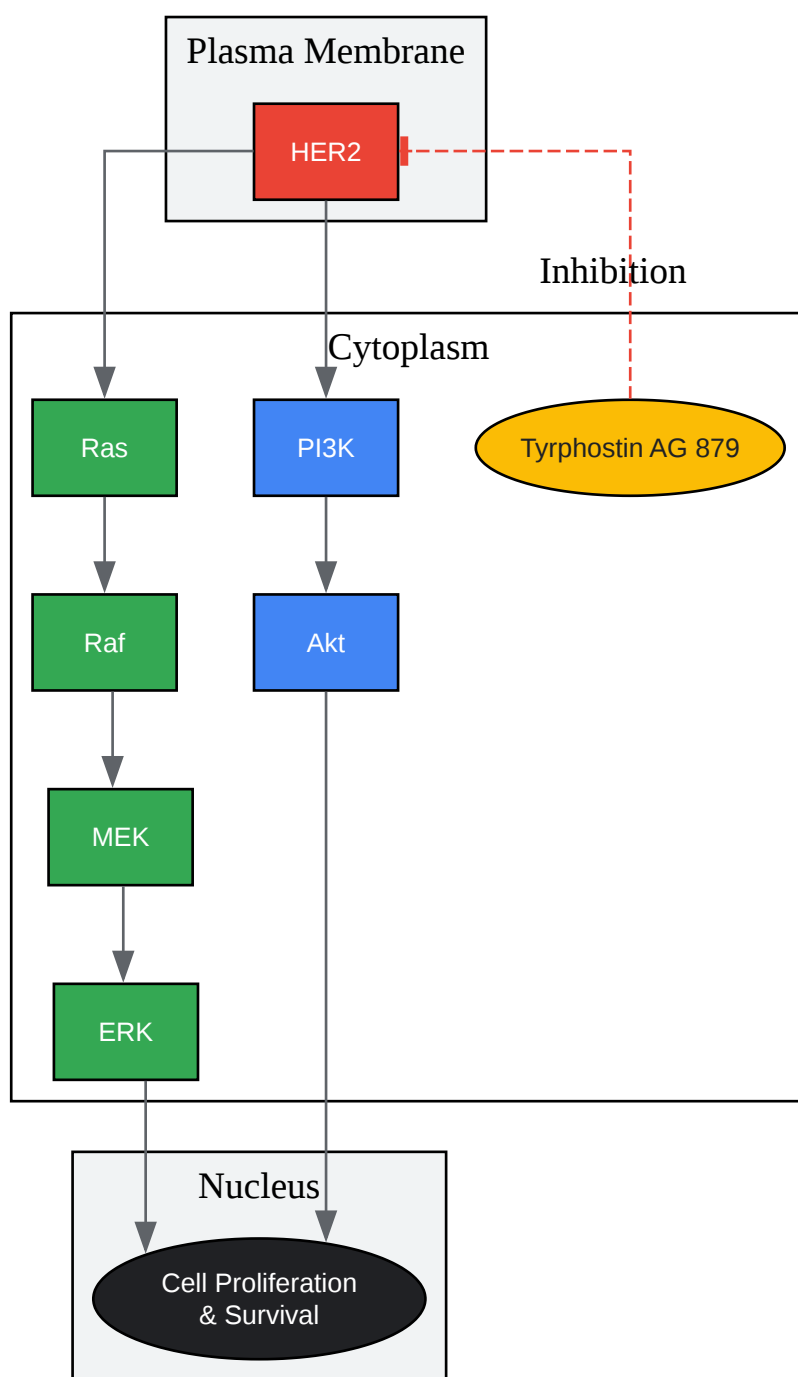 Plasma Membrane
HER2
Inhibition
Cytoplasm
Ras
PI3K
Tyrphostin AG 879
Raf
Akt
MEK
ERK
Nucleus
Cell Proliferation
& Survival